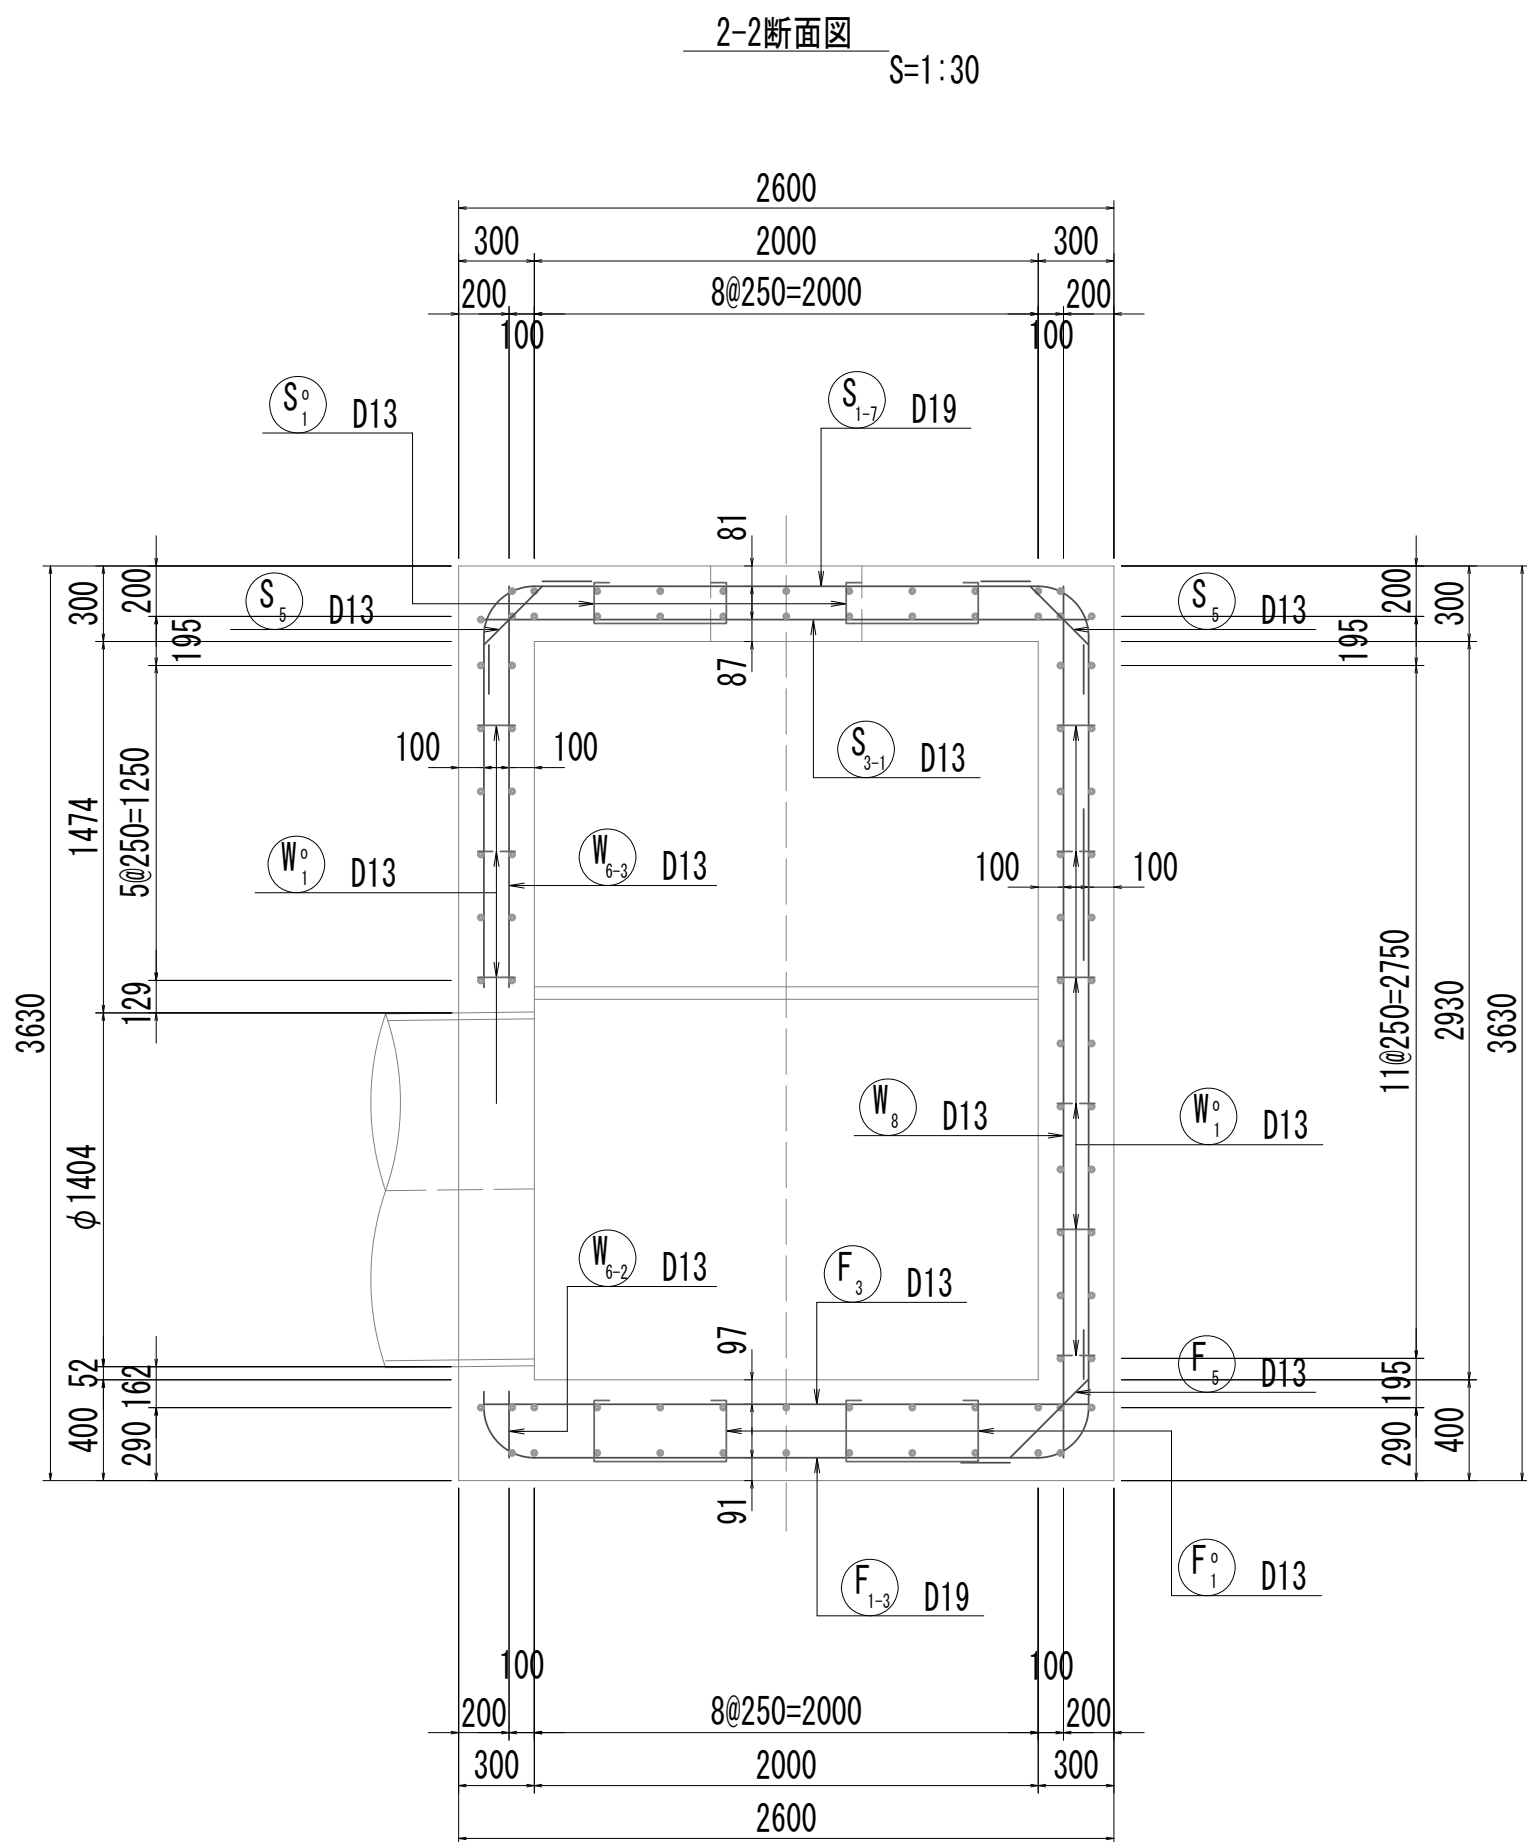 2-2断面図
S=1:30
2600
300 2000 300
200 8@250=2000 200
100 100
S°1 D13
S1-7 D19
81
S5 D13
S5 D13
300 200 195
200 300 195
87
100 100
S3-1 D13
1474
5@250=1250
W°1 D13
W6-3 D13
100 100
129
3630
11@250=2750
2930
3630
W8 D13
W°1 D13
φ1404
W6-2 D13
F3 D13
97
F5 D13
52 162
195
400 290
290 400
91
F1-3 D19
F°1 D13
100 100
200 8@250=2000 200
300 2000 300
2600